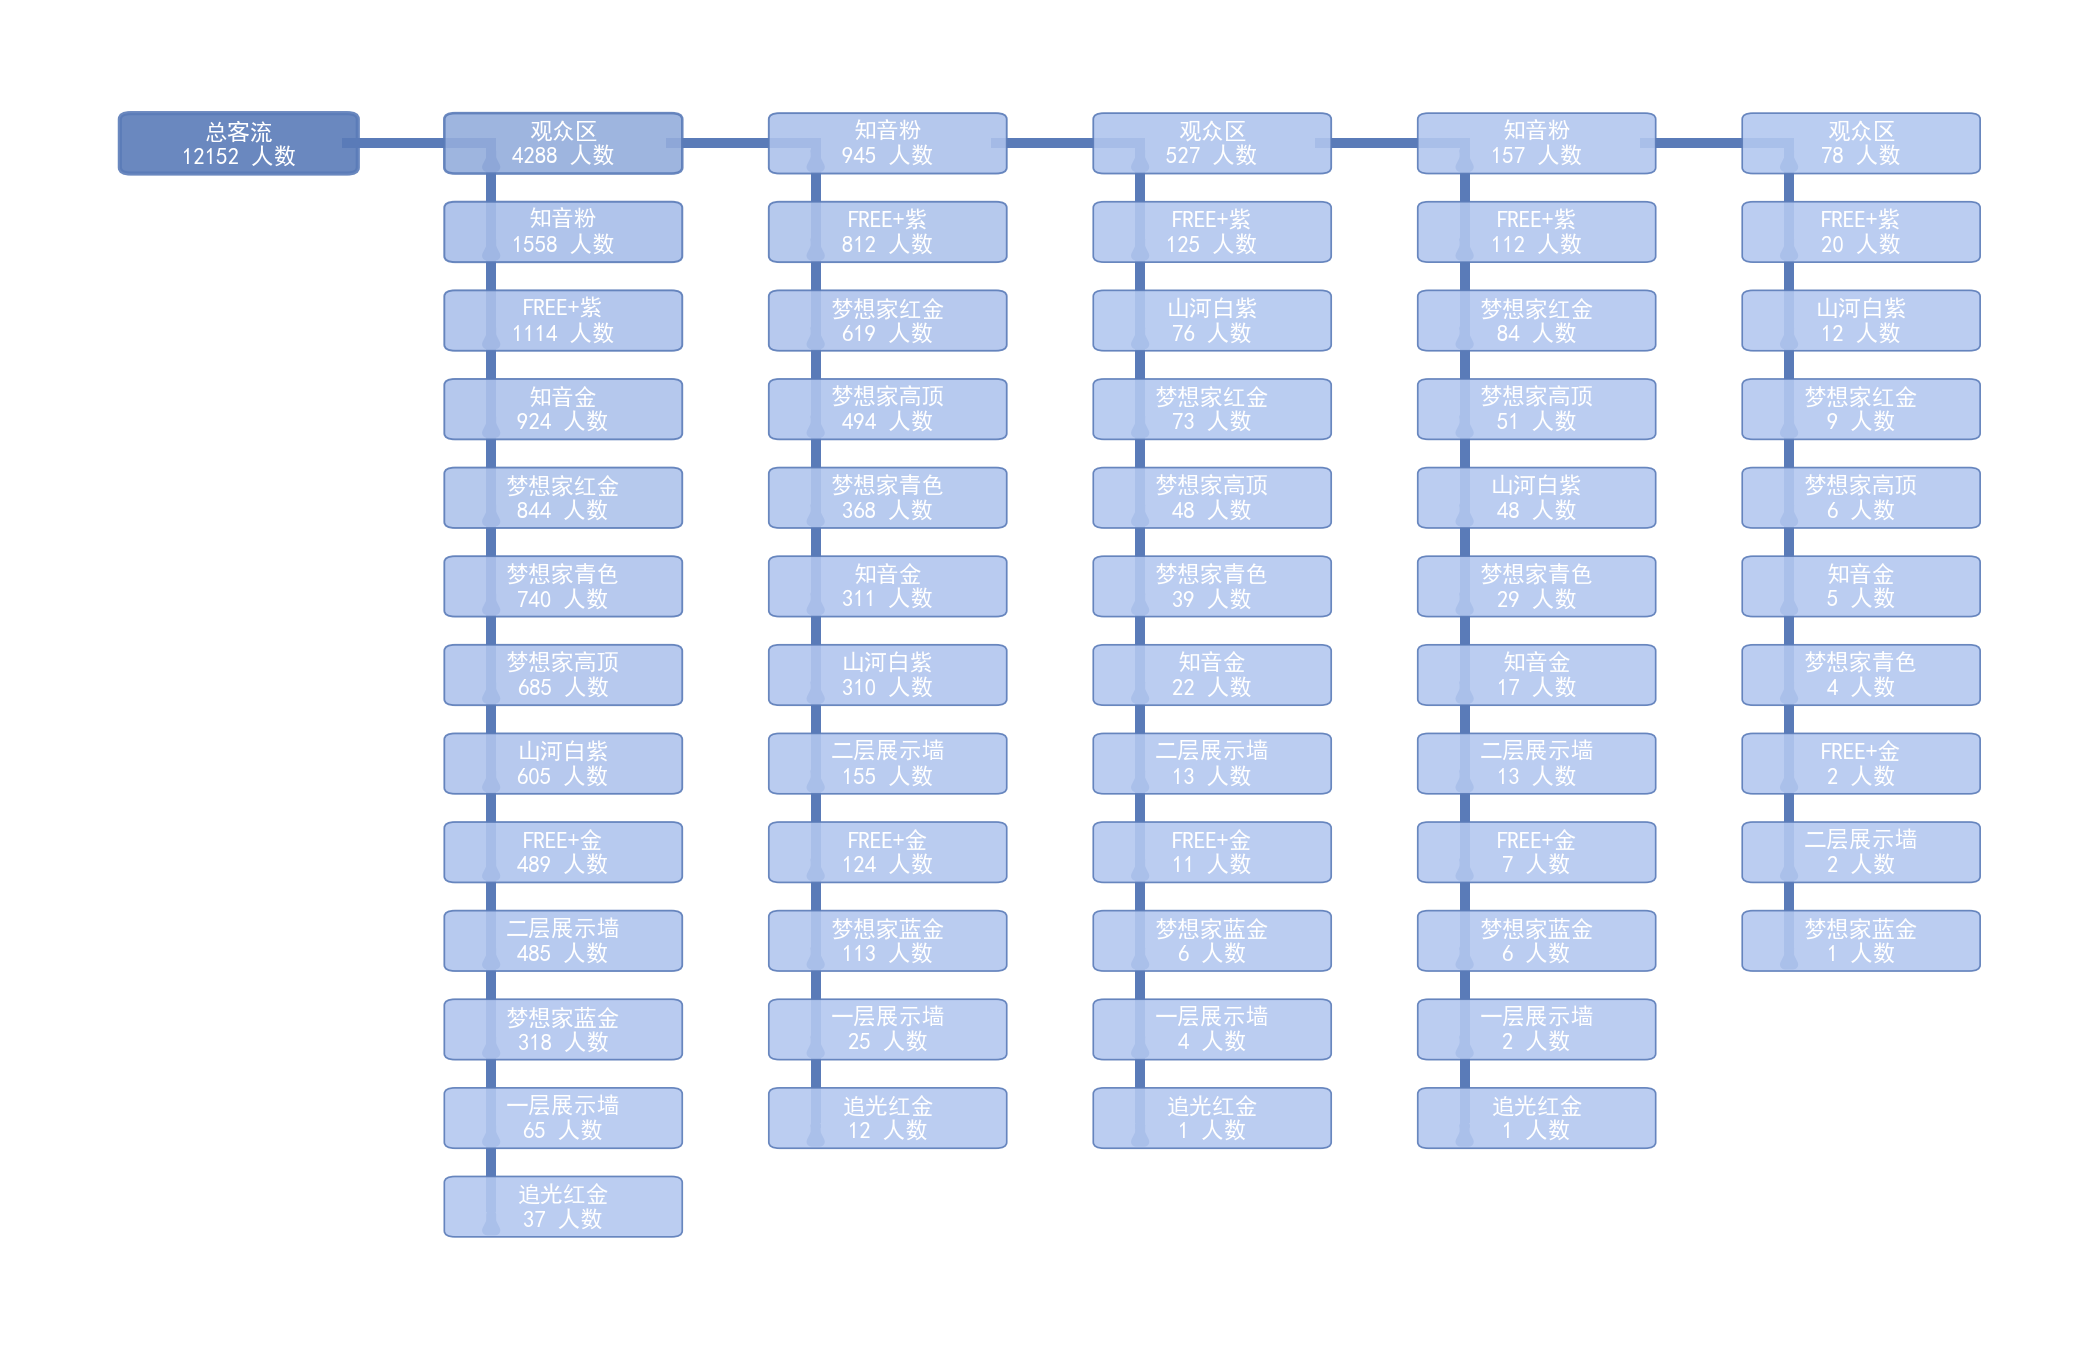 总客流
12152 人数
观众区
4288 人数
知音粉
1558 人数
FREE+紫
1114 人数
知音金
924 人数
梦想家红金
844 人数
梦想家青色
740 人数
梦想家高顶
685 人数
山河白紫
605 人数
FREE+金
489 人数
二层展示墙
485 人数
梦想家蓝金
318 人数
一层展示墙
65 人数
追光红金
37 人数
知音粉
945 人数
FREE+紫
812 人数
梦想家红金
619 人数
梦想家高顶
494 人数
梦想家青色
368 人数
知音金
311 人数
山河白紫
310 人数
二层展示墙
155 人数
FREE+金
124 人数
梦想家蓝金
113 人数
一层展示墙
25 人数
追光红金
12 人数
观众区
527 人数
FREE+紫
125 人数
山河白紫
76 人数
梦想家红金
73 人数
梦想家高顶
48 人数
梦想家青色
39 人数
知音金
22 人数
二层展示墙
13 人数
FREE+金
11 人数
梦想家蓝金
6 人数
一层展示墙
4 人数
追光红金
1 人数
知音粉
157 人数
FREE+紫
112 人数
梦想家红金
84 人数
梦想家高顶
51 人数
山河白紫
48 人数
梦想家青色
29 人数
知音金
17 人数
二层展示墙
13 人数
FREE+金
7 人数
梦想家蓝金
6 人数
一层展示墙
2 人数
追光红金
1 人数
观众区
78 人数
FREE+紫
20 人数
山河白紫
12 人数
梦想家红金
9 人数
梦想家高顶
6 人数
知音金
5 人数
梦想家青色
4 人数
FREE+金
2 人数
二层展示墙
2 人数
梦想家蓝金
1 人数